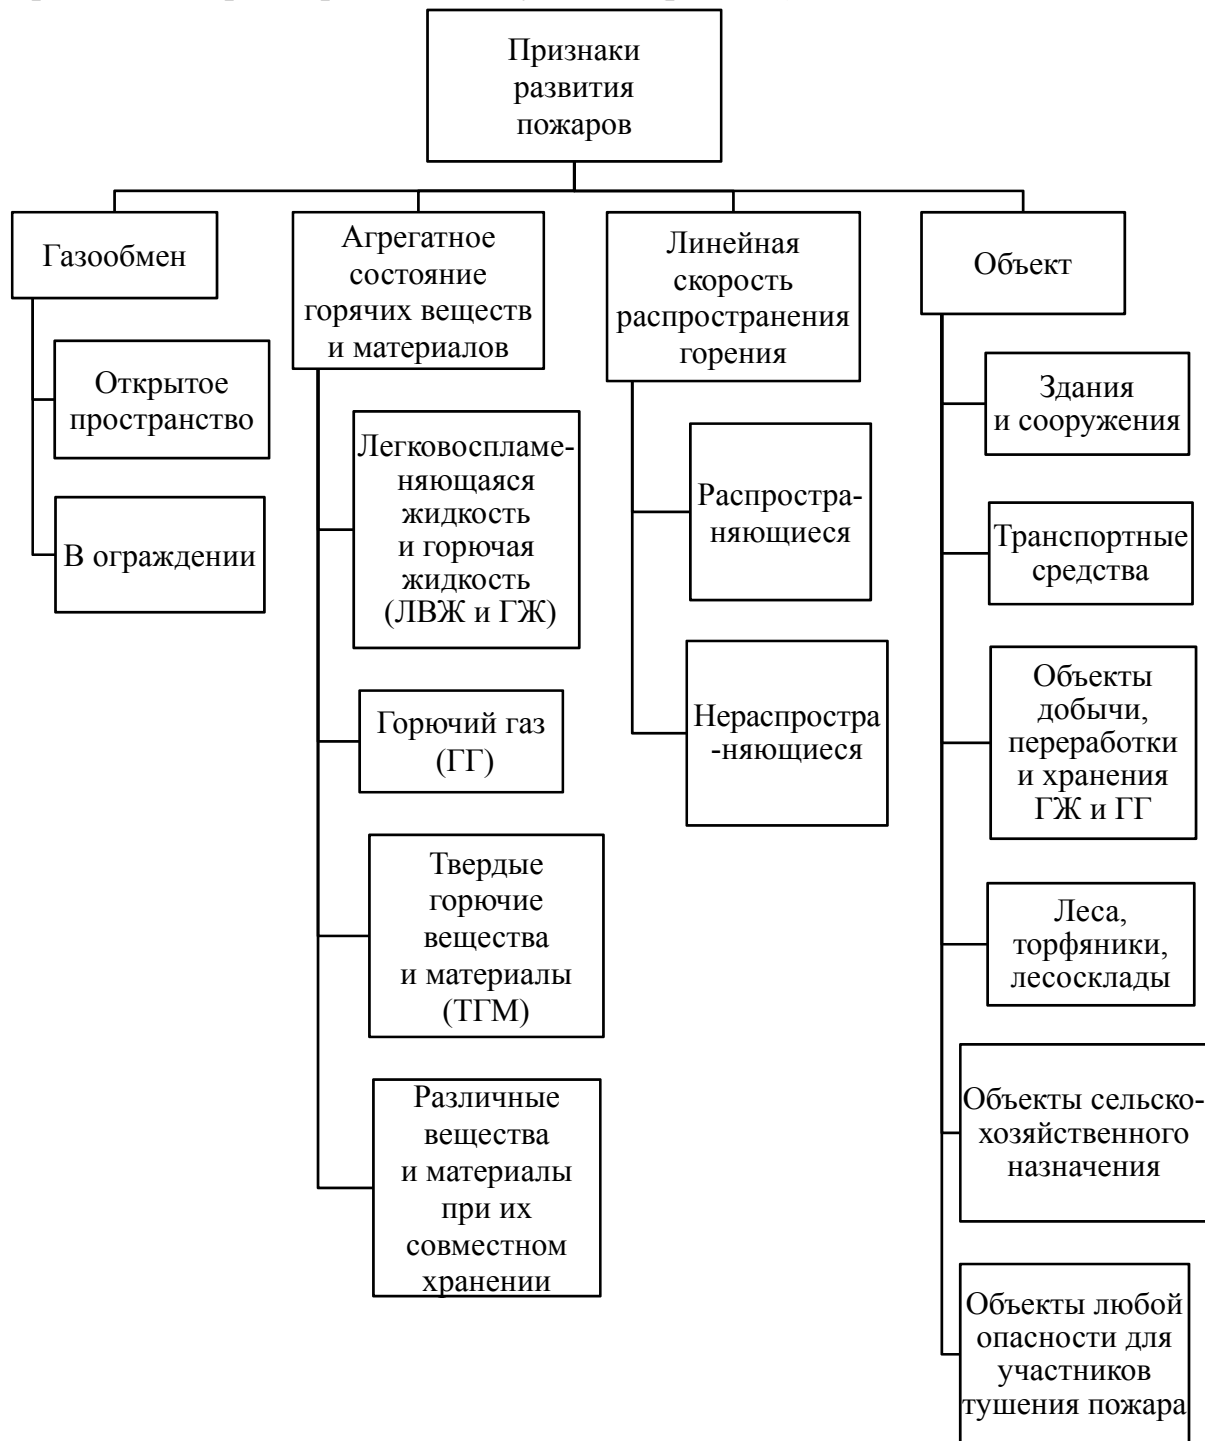 Признаки
развития
пожаров
Газообмен
Открытое
пространство
В ограждении
Агрегатное
состояние
горячих веществ
и материалов
Легковоспламе-
няющаяся
жидкость
и горючая
жидкость
(ЛВЖ и ГЖ)
Горючий газ
(ГГ)
Твердые
горючие
вещества
и материалы
(ТГМ)
Различные
вещества
и материалы
при их
совместном
хранении
Линейная
скорость
распространения
горения
Распростра-
няющиеся
Нераспростра
-няющиеся
Объект
Здания
и сооружения
Транспортные
средства
Объекты
добычи,
переработки
и хранения
ГЖ и ГГ
Леса,
торфяники,
лесосклады
Объекты сельско-
хозяйственного
назначения
Объекты любой
опасности для
участников
тушения пожара